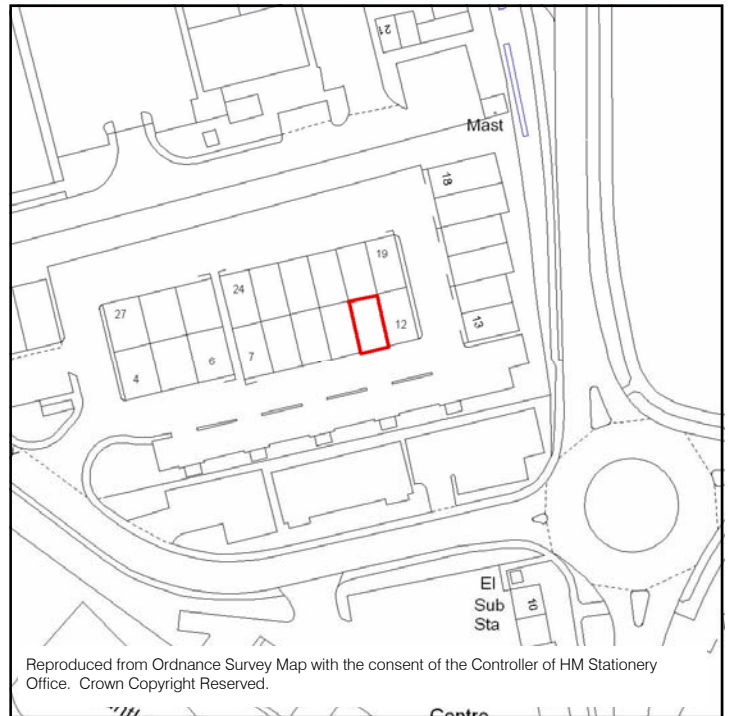 21
Mast
18
19
24
27
12
13
7
6
4
El
Sub
Sta
10
Reproduced from Ordnance Survey Map with the consent of the Controller of HM Stationery
Office. Crown Copyright Reserved.
Centre